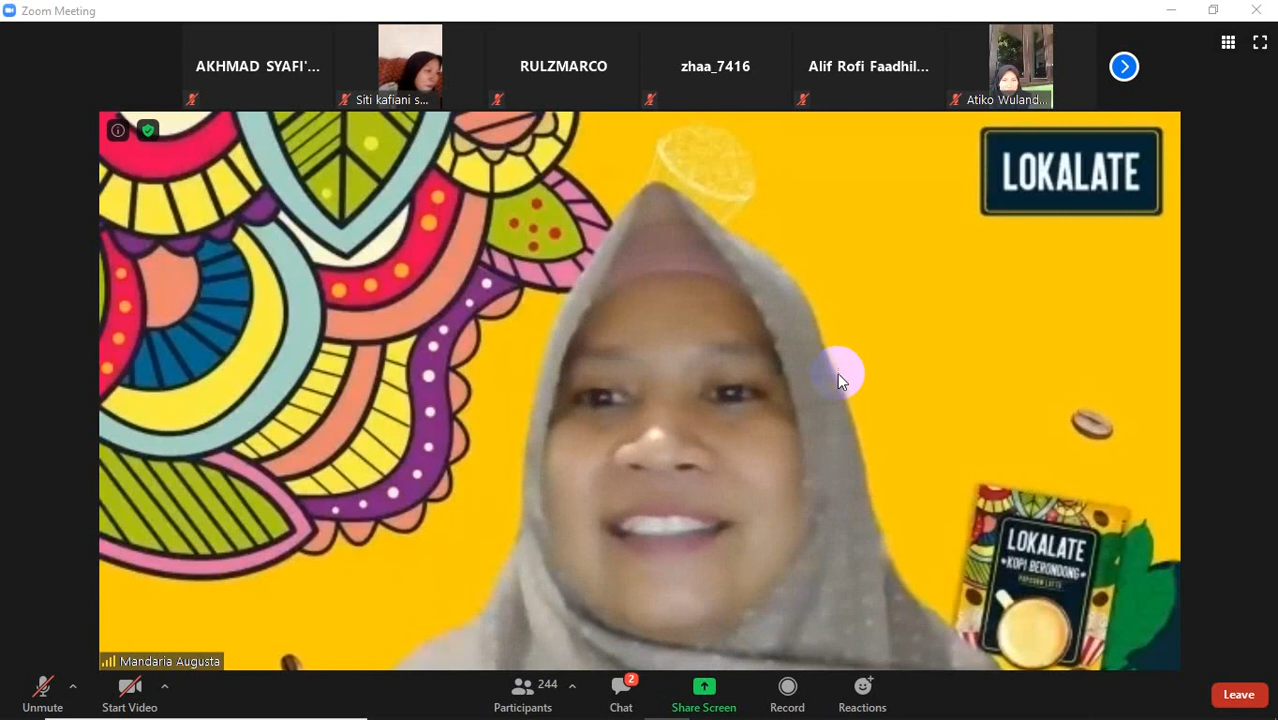 Zoom Meeting
AKHMAD SYAFI'...
RULZMARCO
zhaa_7416
Alif Rofi Faadhil...
Siti kafiani s...
Atiko Wuland...
LOKALATE
LOKALATE
KOPI BERONDONG
POPCORN LATTE
Mandaria Augusta
244
2
Unmute
Start Video
Participants
Chat
Share Screen
Record
Reactions
Leave